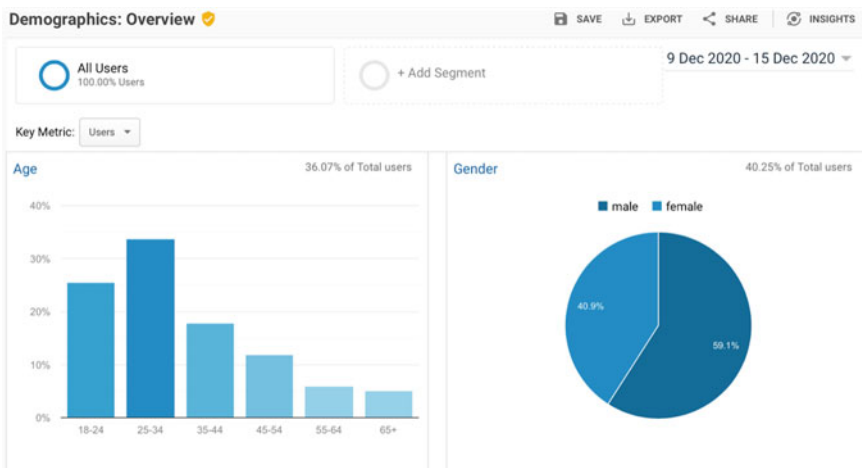 Demographics: Overview
SAVE EXPORT SHARE INSIGHTS
All Users
100.00% Users
+ Add Segment
9 Dec 2020 - 15 Dec 2020
Key Metric: Users
Age 36.07% of Total users
40%
30%
20%
10%
0%
18-24 25-34 35-44 45-54 55-64 65+
Gender 40.25% of Total users
male female
40.9%
59.1%